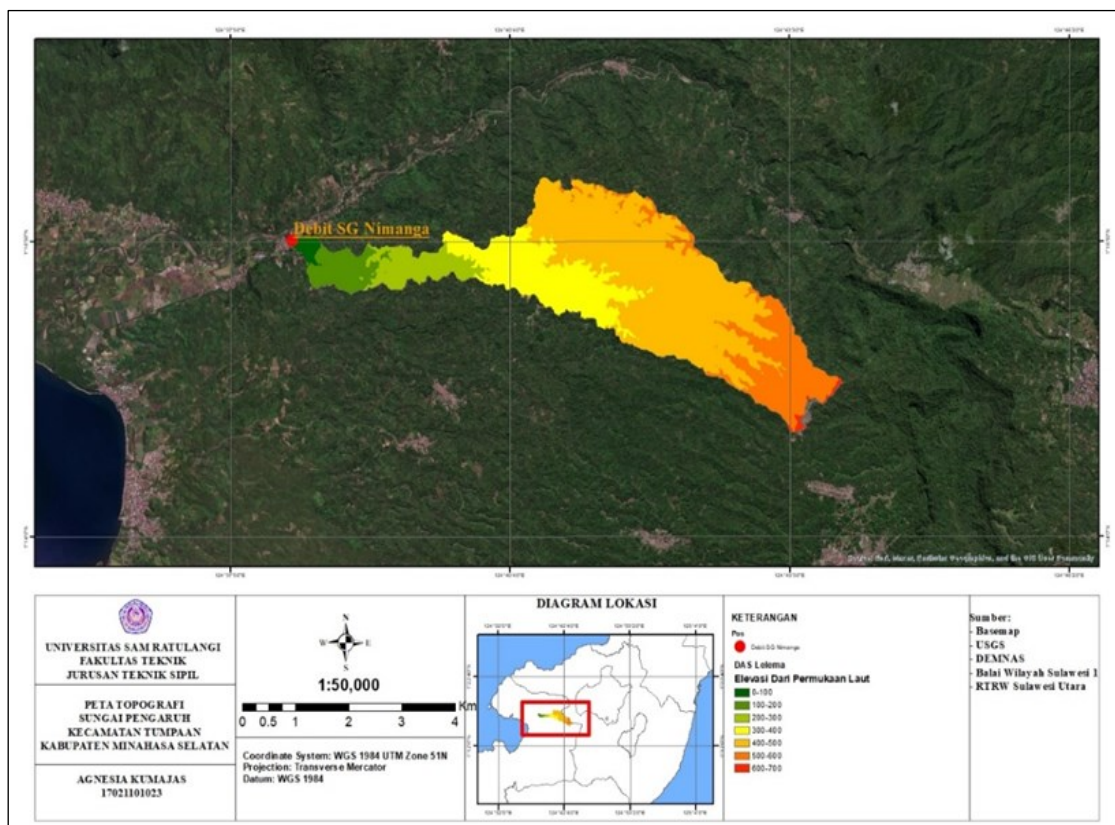 Debit SG Nimanga
UNIVERSITAS SAM RATULANGI
FAKULTAS TEKNIK
JURUSAN TEKNIK SIPIL
PETA TOPOGRAFI
SUNGAI PENGARUH
KECAMATAN TUMPAAN
KABUPATEN MINAHASA SELATAN
AGNESIA KUMAJAS
17021101023
N
W E
S
1:50,000
Km
0 0.5 1 2 3 4
Coordinate System: WGS 1984 UTM Zone 51N
Projection: Transverse Mercator
Datum: WGS 1984
DIAGRAM LOKASI
KETERANGAN
Pos
Debit SG Nimanga
DAS Lelema
Elevasi Dari Permukaan Laut
0-100
100-200
200-300
300-400
400-500
500-600
600-700
Sumber:
- Basemap
- USGS
- DEMNAS
- Balai Wilayah Sulawesi 1
- RTRW Sulawesi Utara